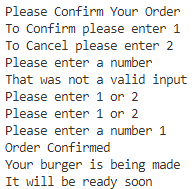 Please Confirm Your Order
To Confirm please enter 1
To Cancel please enter 2
Please enter a number
That was not a valid input
Please enter 1 or 2
Please enter 1 or 2
Please enter a number 1
Order Confirmed
Your burger is being made
It will be ready soon